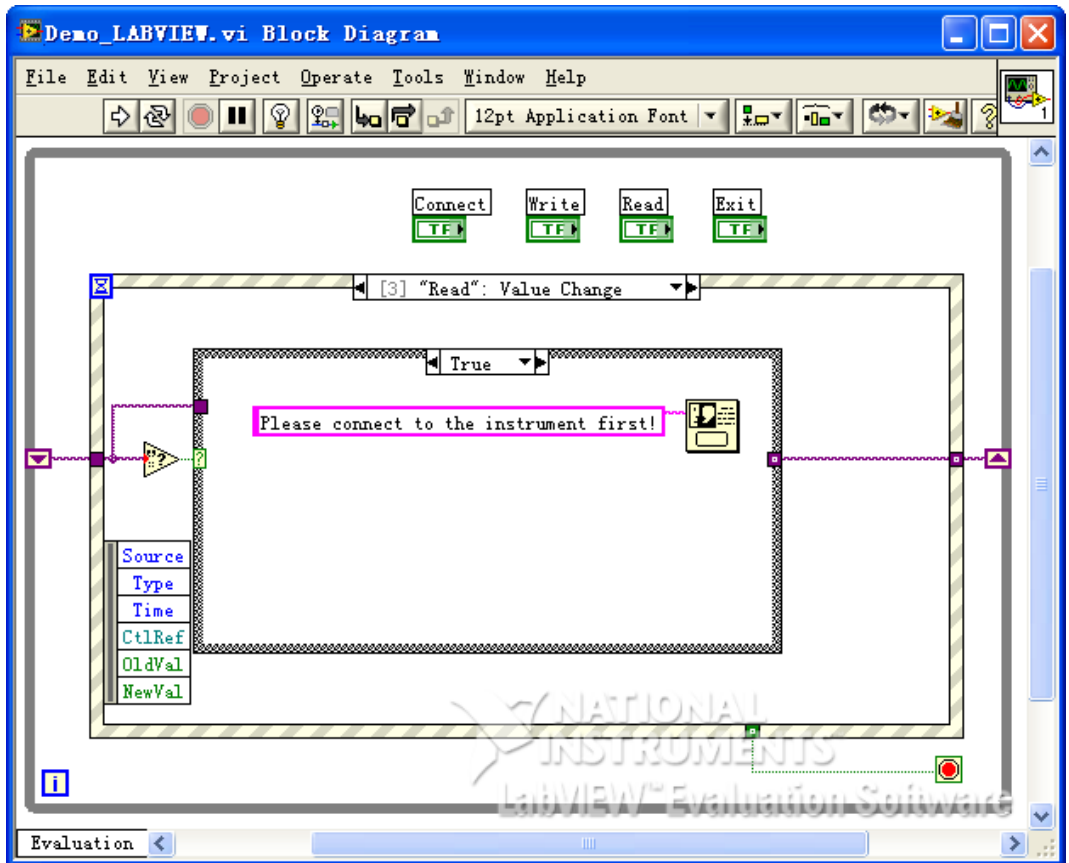 Demo_LABVIEW.vi Block Diagram
File Edit View Project Operate Tools Window Help
12pt Application Font
1
Connect Write Read Exit
TF TF TF TF
[3] "Read": Value Change
True
Please connect to the instrument first!
"? ?
Source
Type
Time
CtlRef
OldVal
NewVal
NATIONAL
INSTRUMENTS
i
LabVIEW™ Evaluation Software
Evaluation